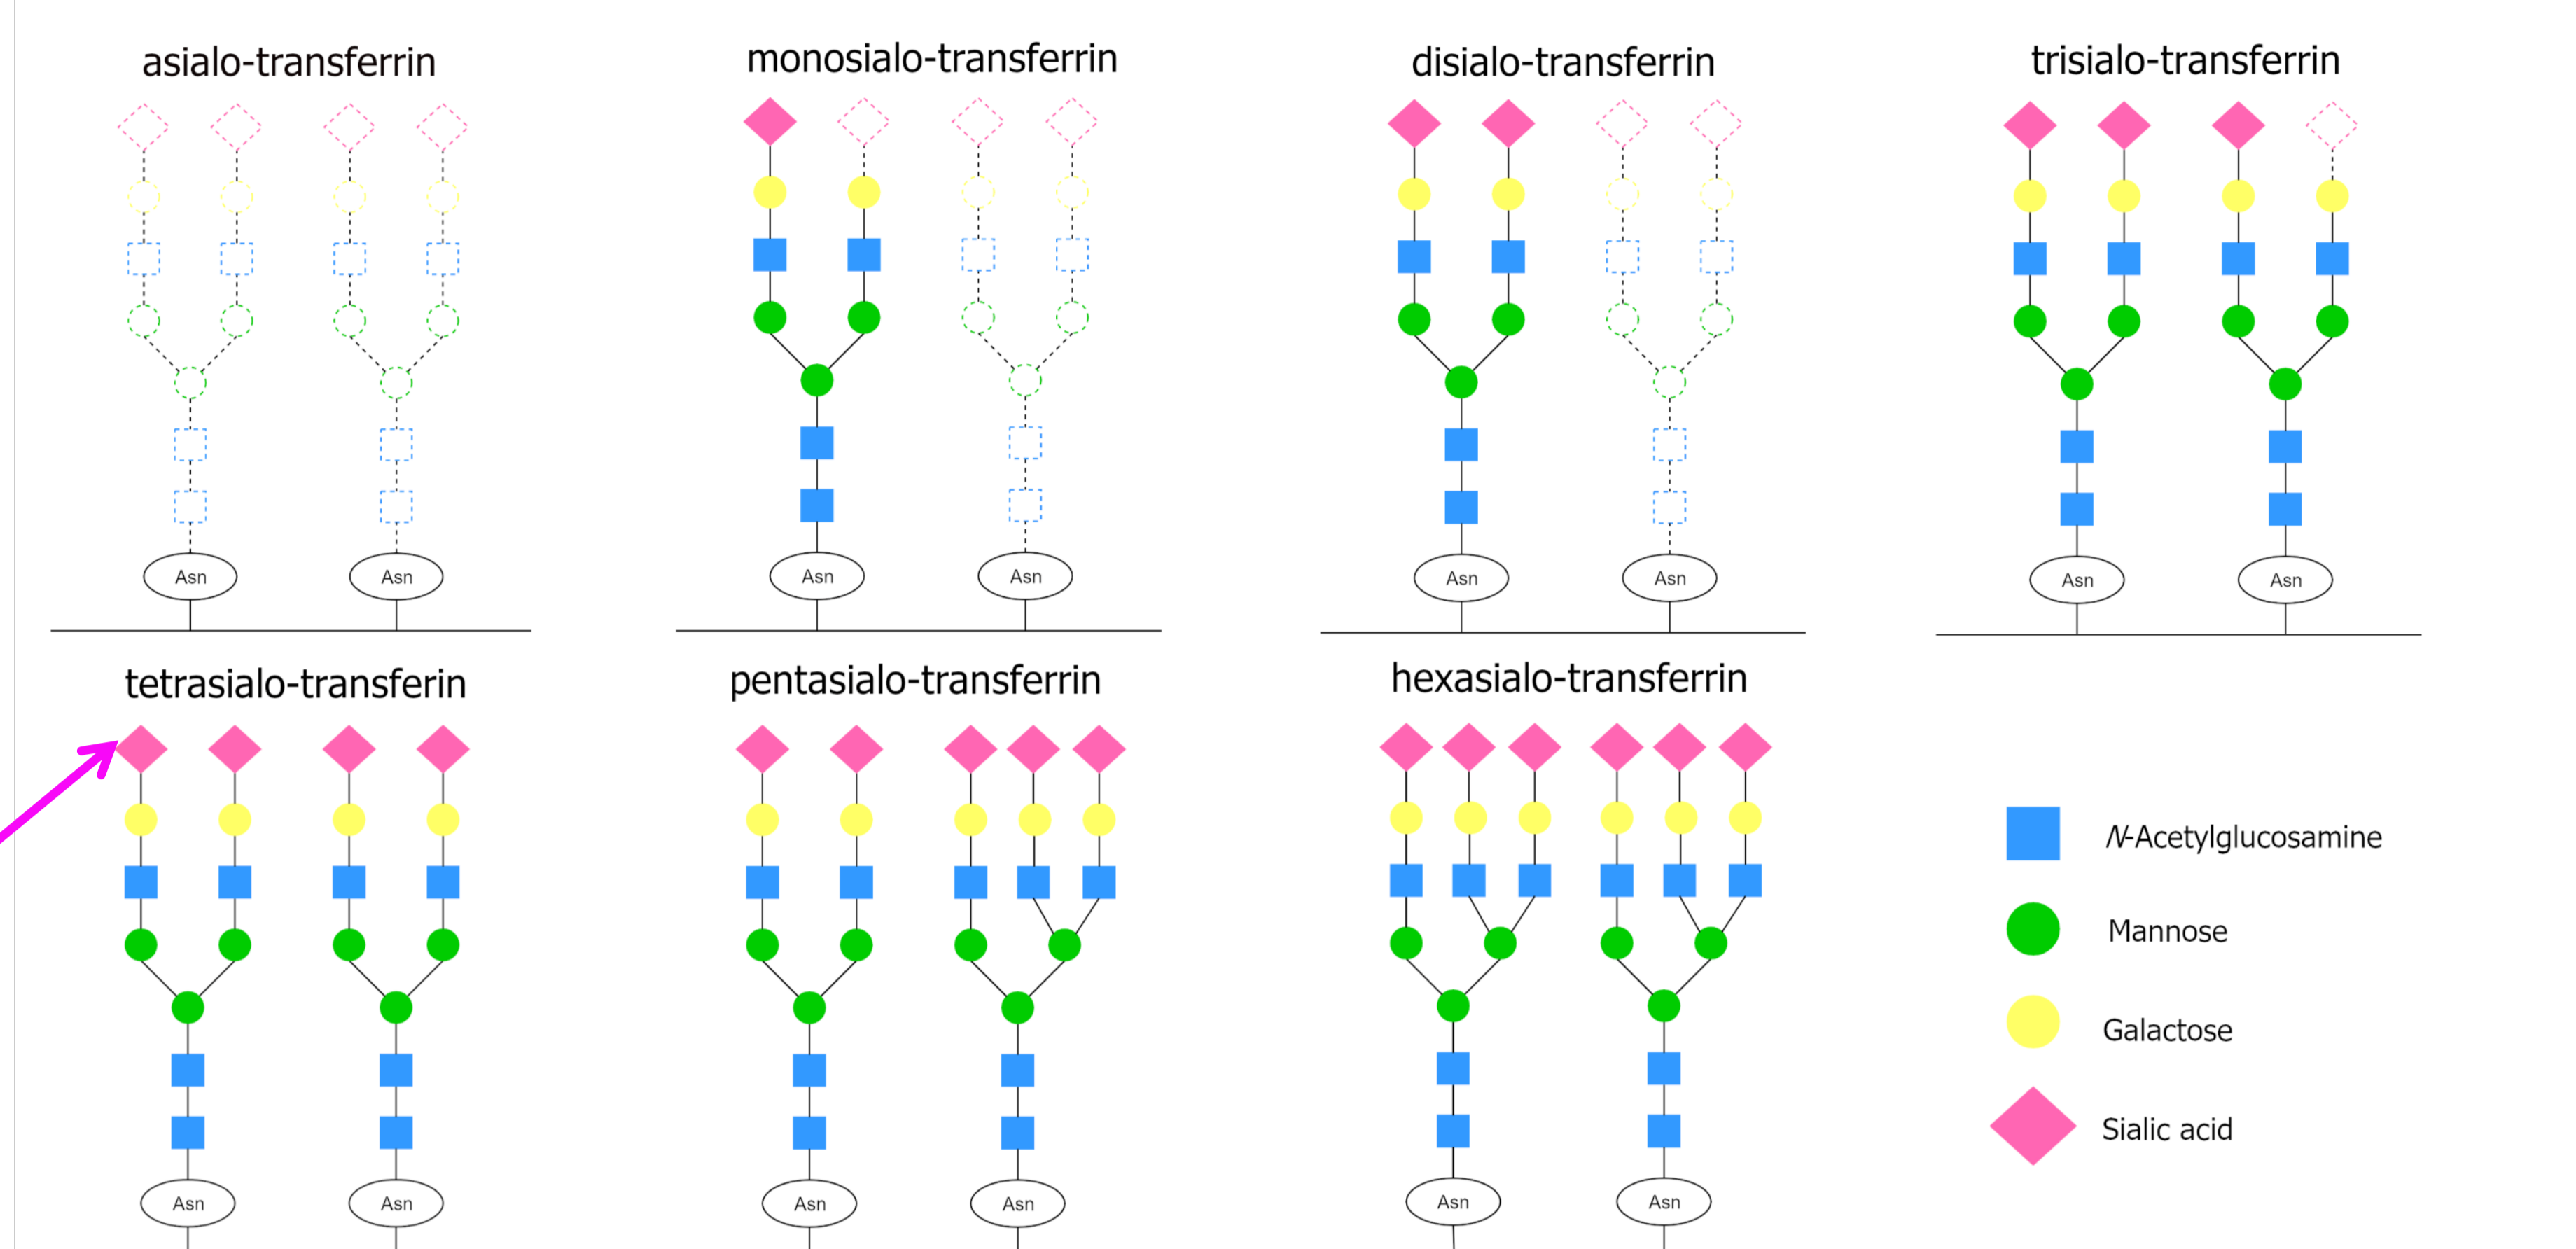 asialo-transferrin
monosialo-transferrin
disialo-transferrin
trisialo-transferrin
Asn
Asn
Asn
Asn
Asn
Asn
Asn
Asn
tetrasialo-transferin
pentasialo-transferrin
hexasialo-transferrin
N-Acetylglucosamine
Mannose
Galactose
Sialic acid
Asn
Asn
Asn
Asn
Asn
Asn